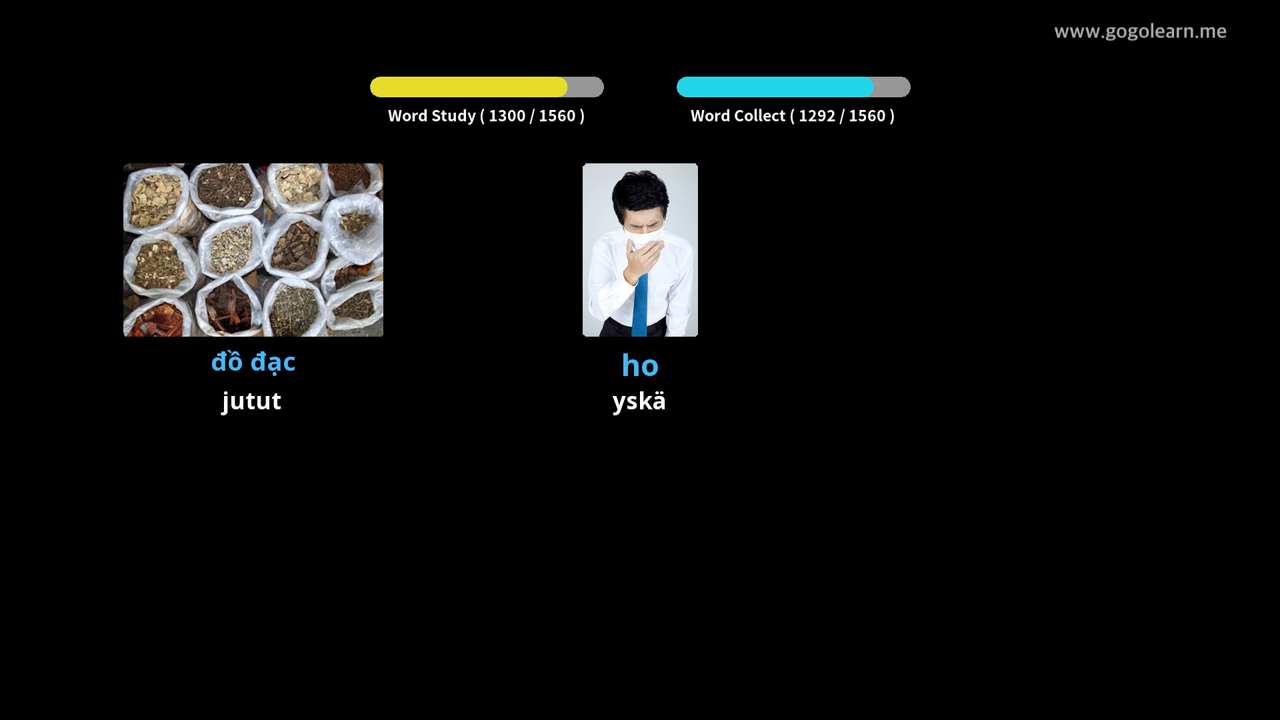 www.gogolearn.me
Word Study ( 1300 / 1560 )
Word Collect ( 1292 / 1560 )
đồ đạc
jutut
ho
yskä